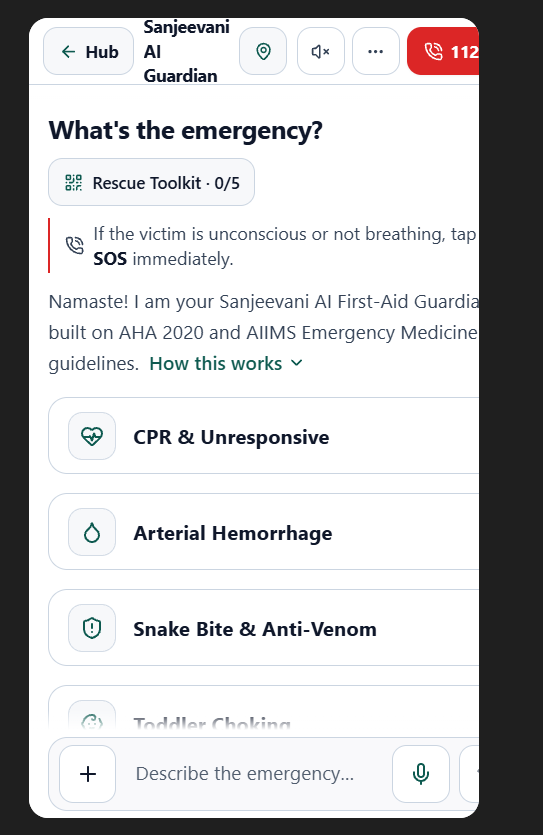 Hub
Sanjeevani
AI
Guardian
112
What's the emergency?
Rescue Toolkit · 0/5
If the victim is unconscious or not breathing, tap
SOS immediately.
Namaste! I am your Sanjeevani AI First-Aid Guardia
built on AHA 2020 and AIIMS Emergency Medicine
guidelines. How this works
CPR & Unresponsive
Arterial Hemorrhage
Snake Bite & Anti-Venom
Toddler Choking
Describe the emergency...